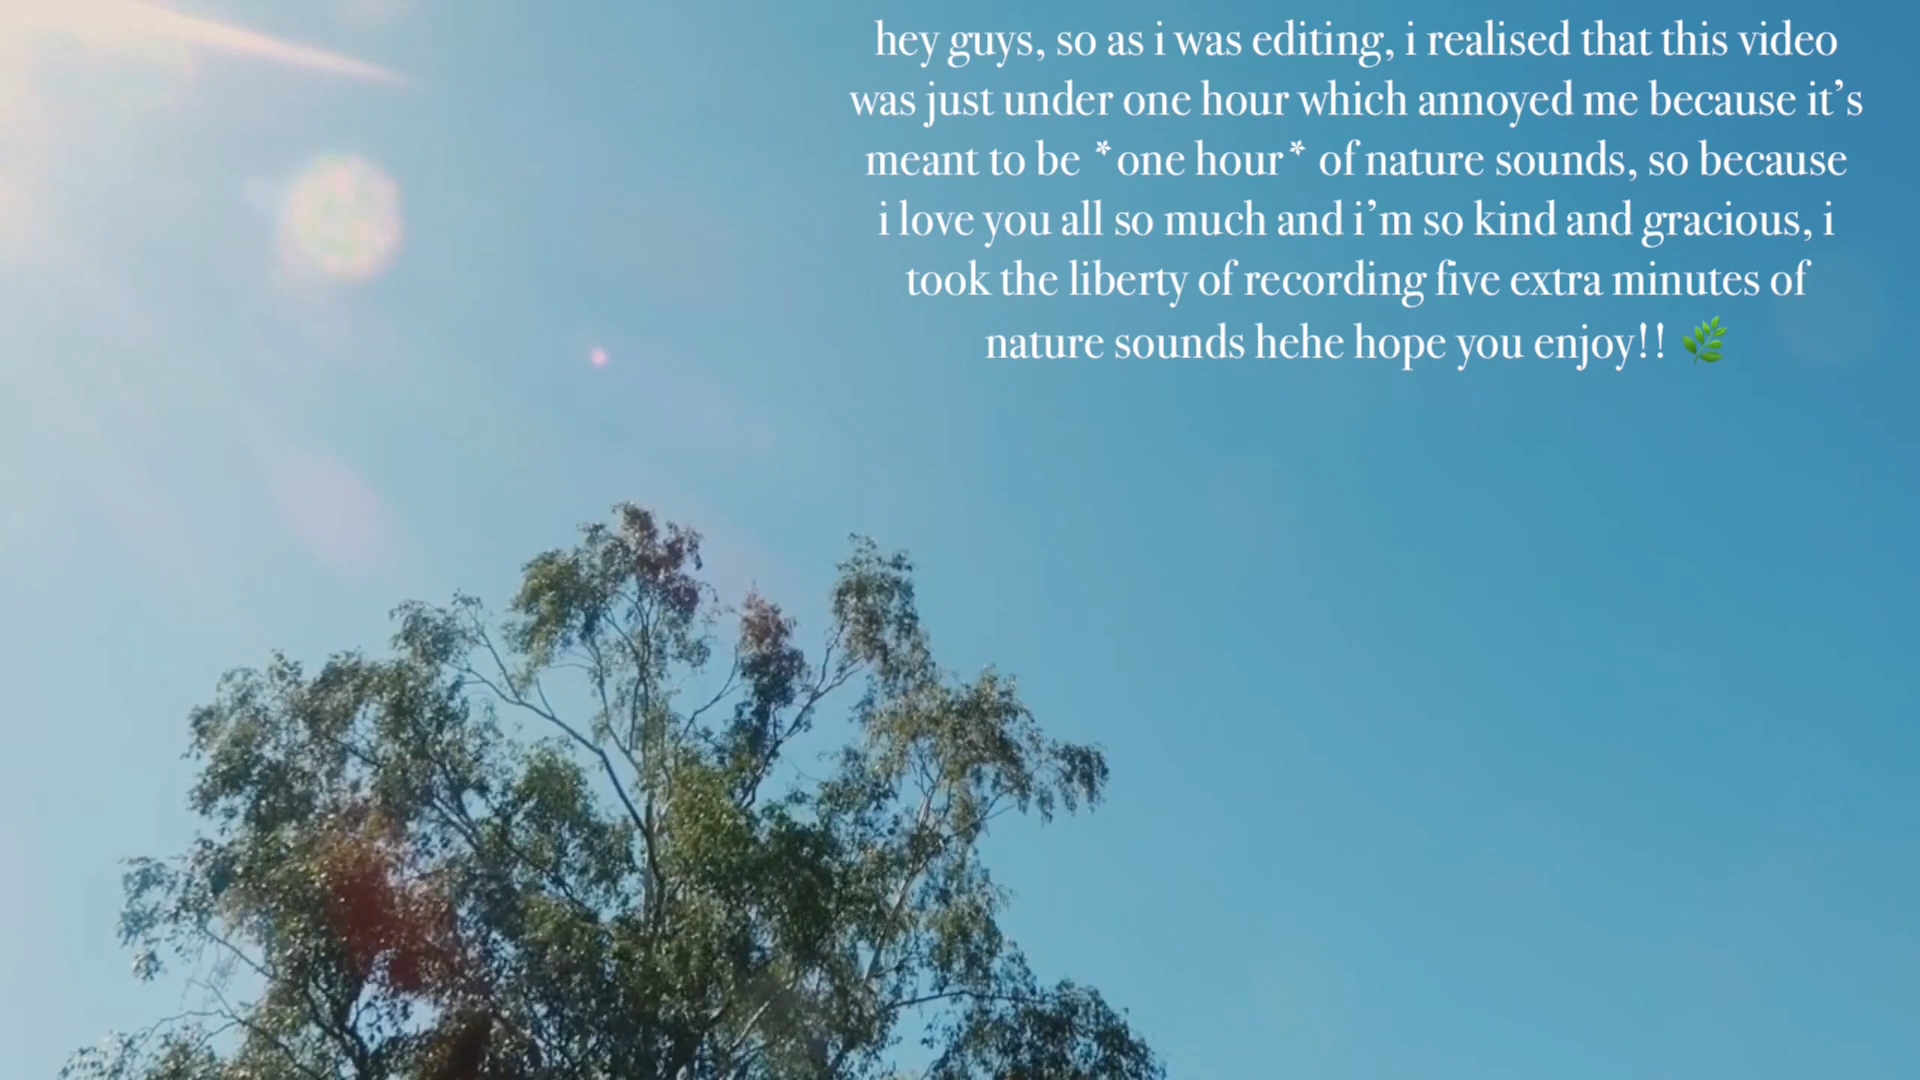 hey guys, so as i was editing, i realised that this video
was just under one hour which annoyed me because it’s
meant to be *one hour* of nature sounds, so because
i love you all so much and i’m so kind and gracious, i
took the liberty of recording five extra minutes of
nature sounds hehe hope you enjoy!! 🌿